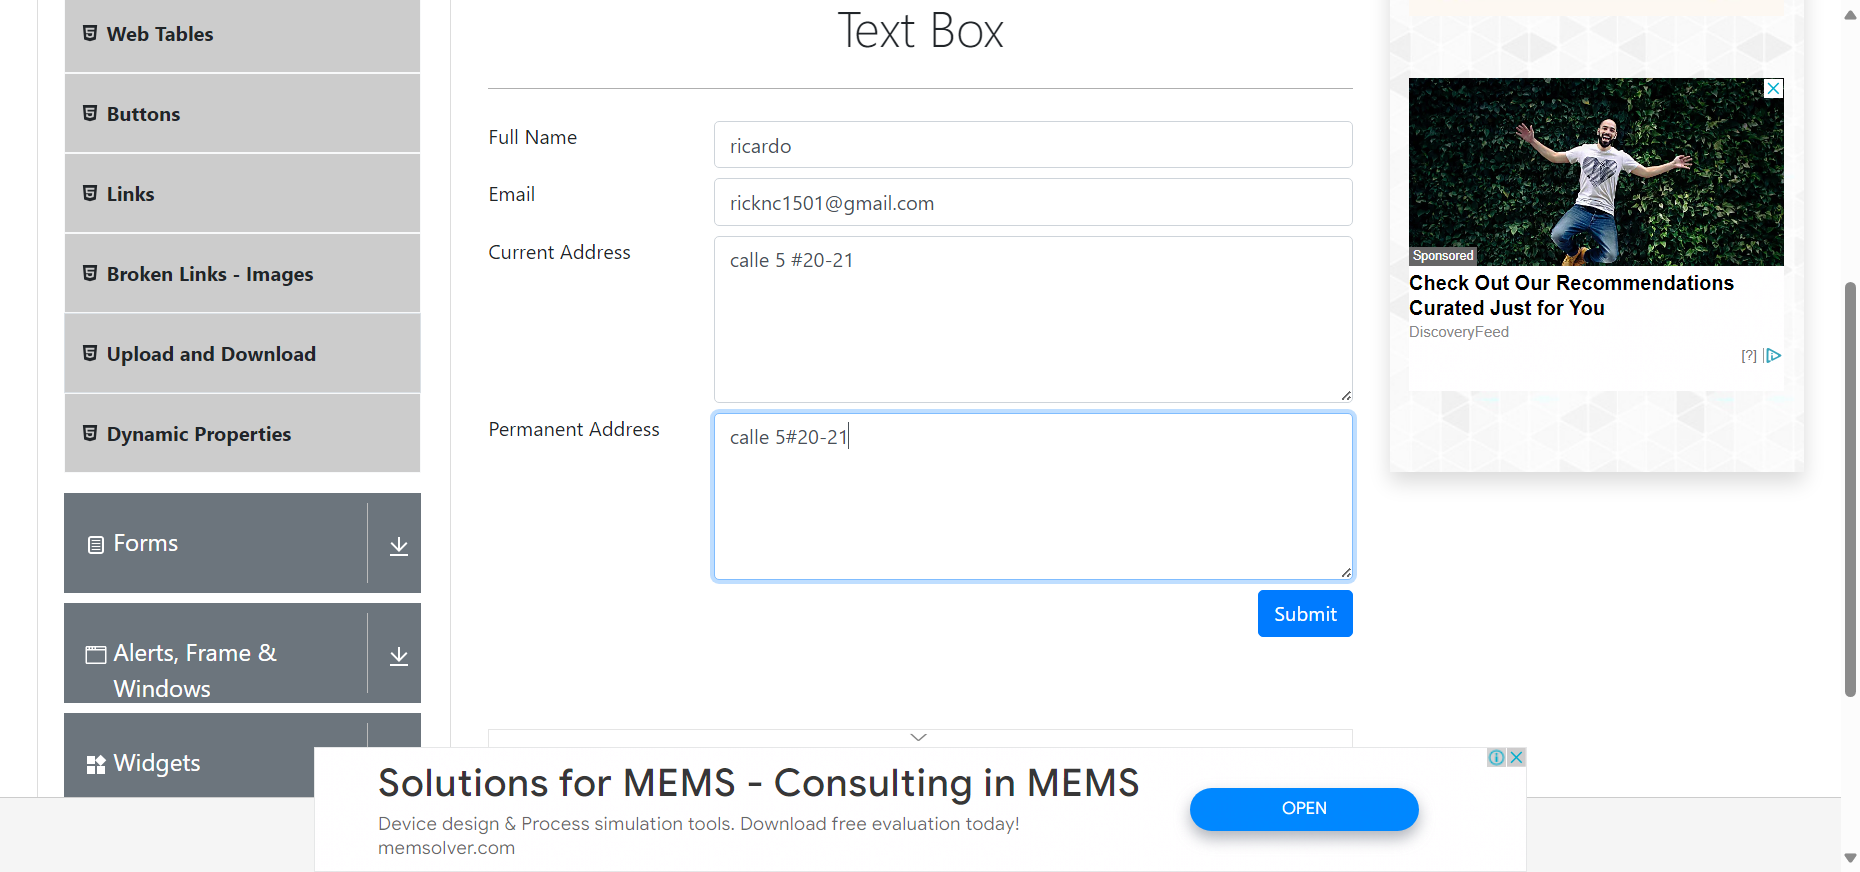 Web Tables
Buttons
Links
Broken Links - Images
Upload and Download
Dynamic Properties
Forms
Alerts, Frame &
Windows
Widgets
Text Box
Full Name
ricardo
Email
ricknc1501@gmail.com
Current Address
calle 5 #20-21
Permanent Address
calle 5#20-21
Submit
Sponsored
Check Out Our Recommendations
Curated Just for You
DiscoveryFeed
[?]
Solutions for MEMS - Consulting in MEMS
Device design & Process simulation tools. Download free evaluation today!
memsolver.com
OPEN